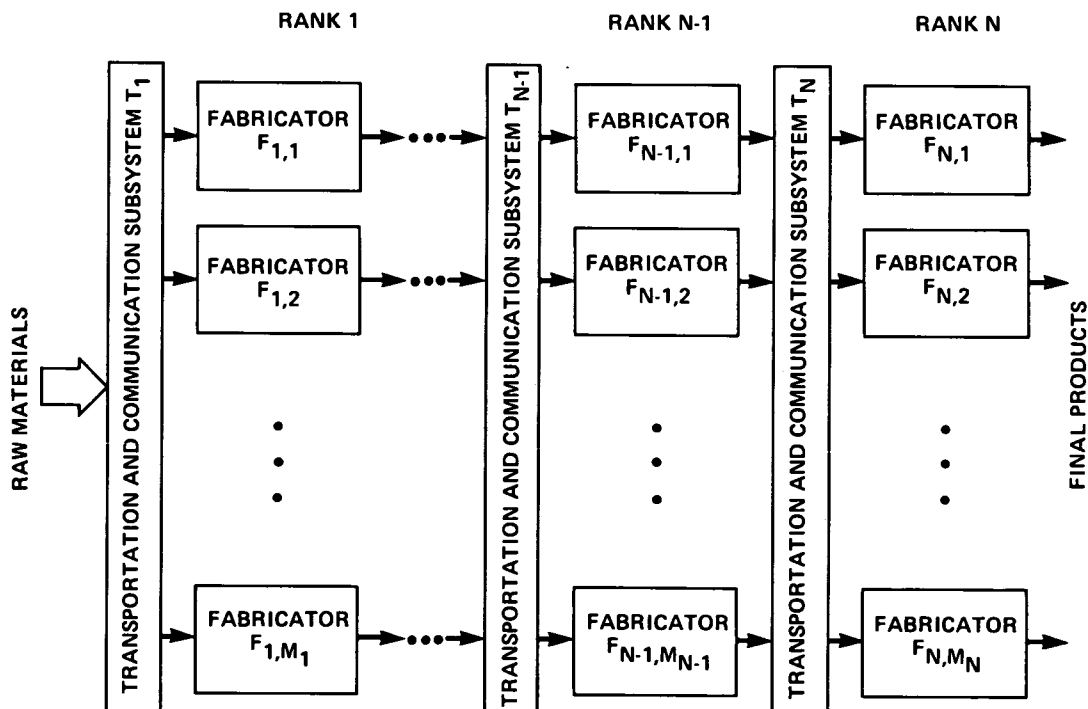 RANK 1
RANK N-1
RANK N
RAW MATERIALS
TRANSPORTATION AND COMMUNICATION SUBSYSTEM T1
FABRICATOR
F1,1
FABRICATOR
F1,2
FABRICATOR
F1,M1
TRANSPORTATION AND COMMUNICATION SUBSYSTEM TN-1
FABRICATOR
FN-1,1
FABRICATOR
FN-1,2
FABRICATOR
FN-1,MN-1
TRANSPORTATION AND COMMUNICATION SUBSYSTEM TN
FABRICATOR
FN,1
FABRICATOR
FN,2
FABRICATOR
FN,MN
FINAL PRODUCTS